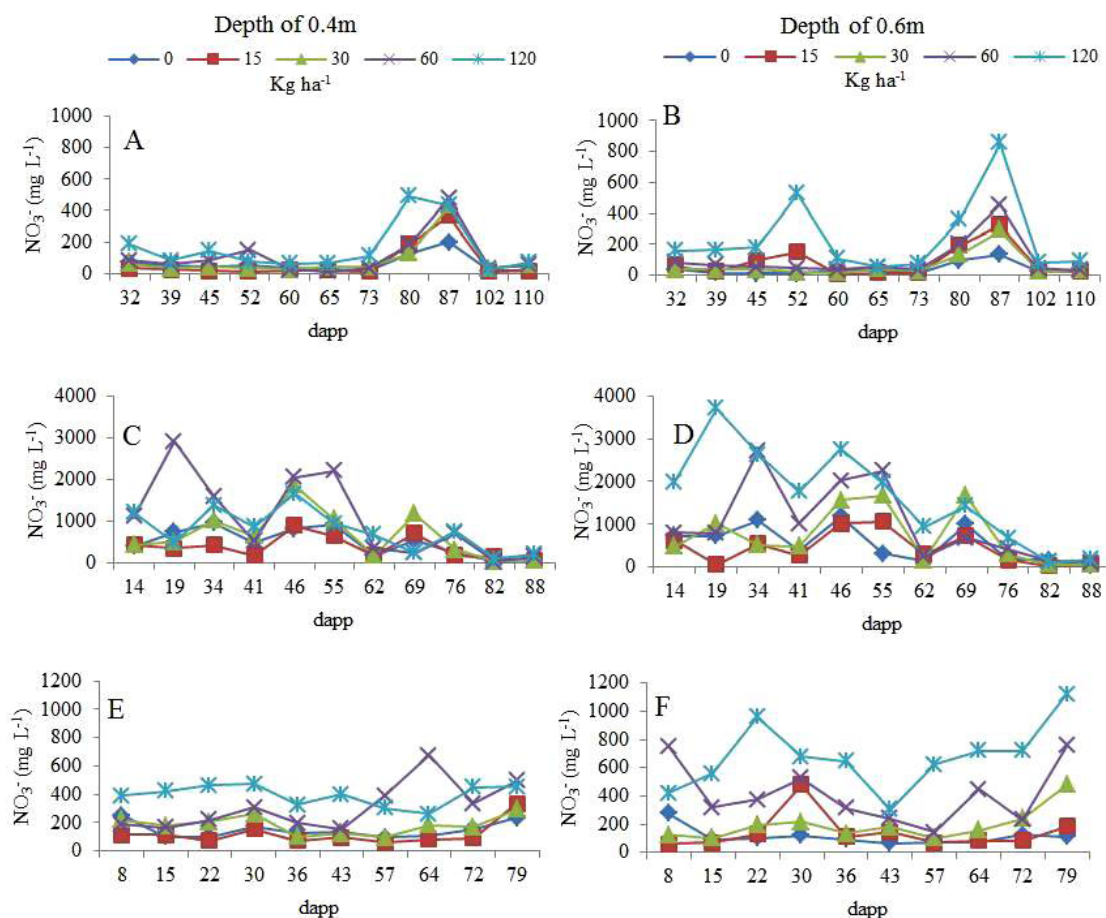 Depth of 0.4m
0 15 30 60 120
Kg ha⁻¹
Depth of 0.6m
0 15 30 60 120
Kg ha⁻¹
A
NO₃⁻ (mg L⁻¹)
1000
800
600
400
200
0
32 39 45 52 60 65 73 80 87 102 110
dapp
B
NO₃⁻ (mg L⁻¹)
1000
800
600
400
200
0
32 39 45 52 60 65 73 80 87 102 110
dapp
C
NO₃⁻ (mg L⁻¹)
4000
3000
2000
1000
0
14 19 34 41 46 55 62 69 76 82 88
dapp
D
NO₃⁻ (mg L⁻¹)
4000
3000
2000
1000
0
14 19 34 41 46 55 62 69 76 82 88
dapp
E
NO₃⁻ (mg L⁻¹)
1200
1000
800
600
400
200
0
8 15 22 30 36 43 57 64 72 79
dapp
F
NO₃⁻ (mg L⁻¹)
1200
1000
800
600
400
200
0
8 15 22 30 36 43 57 64 72 79
dapp